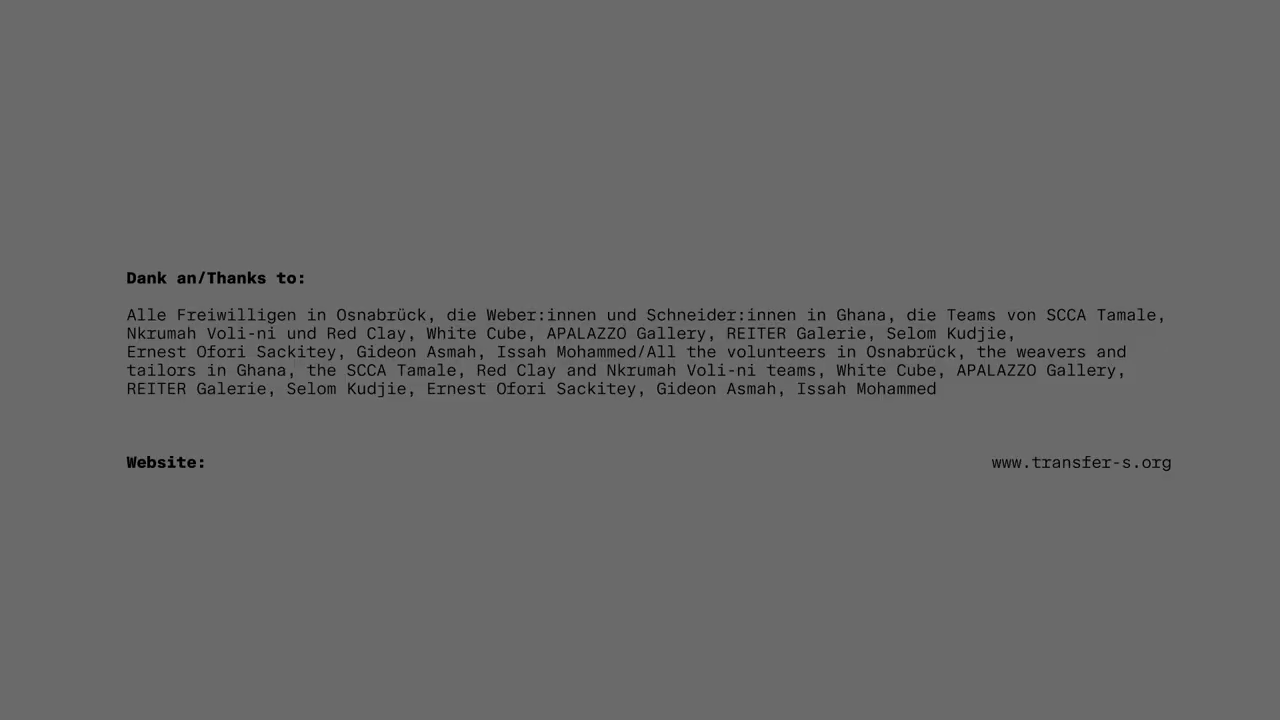 Dank an/Thanks to:
Alle Freiwilligen in Osnabrück, die Weber:innen und Schneider:innen in Ghana, die Teams von SCCA Tamale,
Nkrumah Voli-ni und Red Clay, White Cube, APALAZZO Gallery, REITER Galerie, Selom Kudjie,
Ernest Ofori Sackitey, Gideon Asmah, Issah Mohammed/All the volunteers in Osnabrück, the weavers and
tailors in Ghana, the SCCA Tamale, Red Clay and Nkrumah Voli-ni teams, White Cube, APALAZZO Gallery,
REITER Galerie, Selom Kudjie, Ernest Ofori Sackitey, Gideon Asmah, Issah Mohammed
Website: www.transfer-s.org